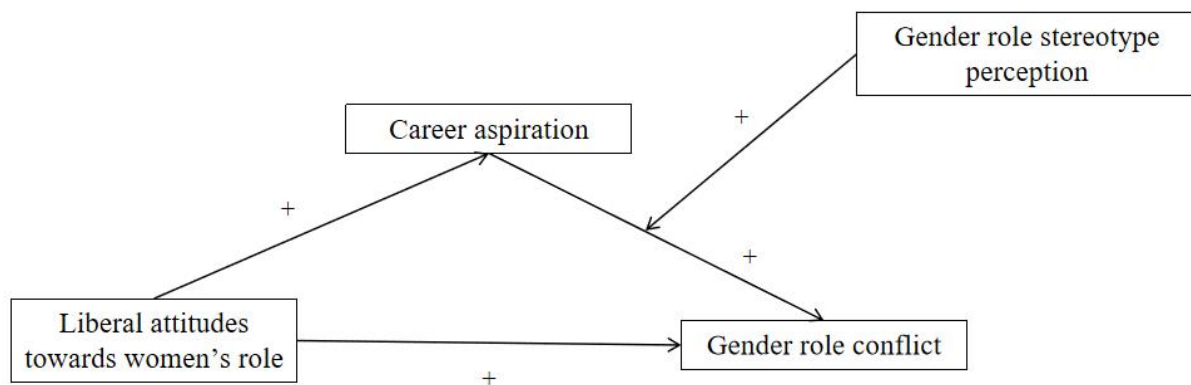 Gender role stereotype
perception
+
Career aspiration
+
+
Liberal attitudes
towards women’s role
Gender role conflict
+